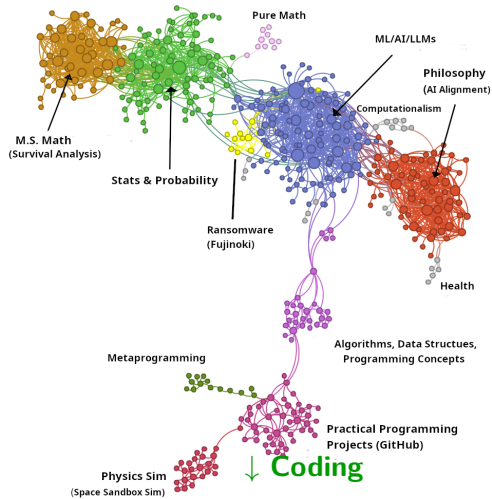 Pure Math
ML/AI/LLMs
Philosophy
(AI Alignment)
Computationalism
M.S. Math
(Survival Analysis)
Stats & Probability
Ransomware
(Fujinoki)
Health
Algorithms, Data Structues,
Programming Concepts
Metaprogramming
Practical Programming
Projects (GitHub)
↓ Coding
Physics Sim
(Space Sandbox Sim)